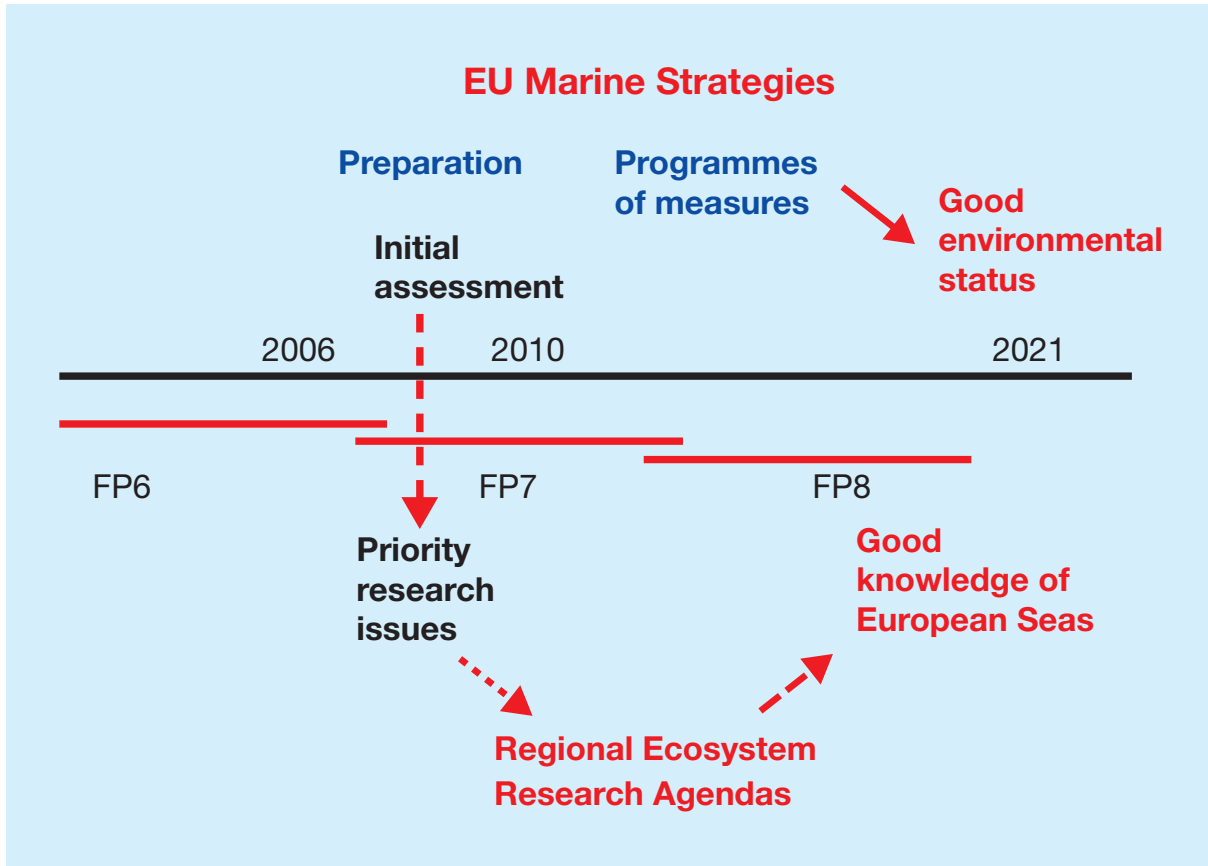 EU Marine Strategies
Preparation
Programmes
of measures
Good
environmental
status
Initial
assessment
2006
2010
2021
FP6
FP7
FP8
Priority
research
issues
Good
knowledge of
European Seas
Regional Ecosystem
Research Agendas